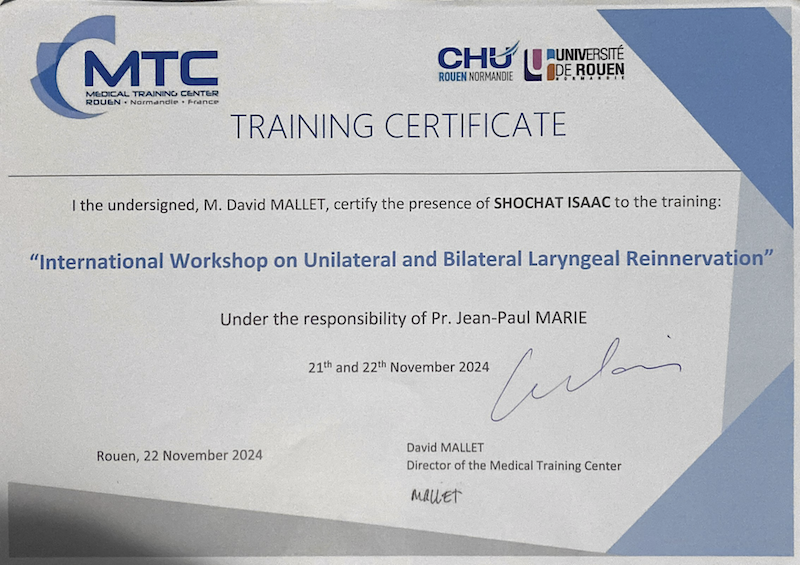 MTC
MEDICAL TRAINING CENTER
ROUEN • Normandie • France
CHU
ROUEN NORMANDIE
UNIVERSITÉ
DE ROUEN
NORMANDIE
TRAINING CERTIFICATE
I the undersigned, M. David MALLET, certify the presence of SHOCHAT ISAAC to the training:
“International Workshop on Unilateral and Bilateral Laryngeal Reinnervation”
Under the responsibility of Pr. Jean-Paul MARIE
21th and 22th November 2024
Rouen, 22 November 2024
David MALLET
Director of the Medical Training Center
MALLET